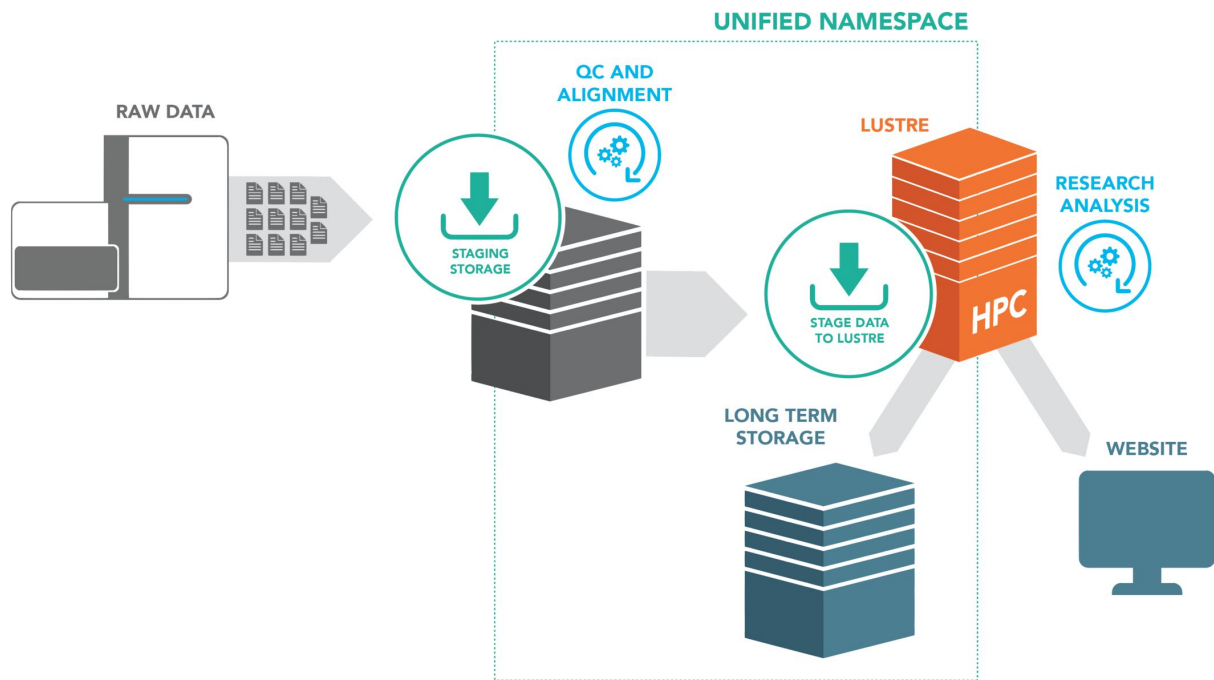 UNIFIED NAMESPACE
QC AND
ALIGNMENT
RAW DATA
LUSTRE
RESEARCH
ANALYSIS
STAGING
STORAGE
STAGE DATA
TO LUSTRE
HPC
LONG TERM
STORAGE
WEBSITE